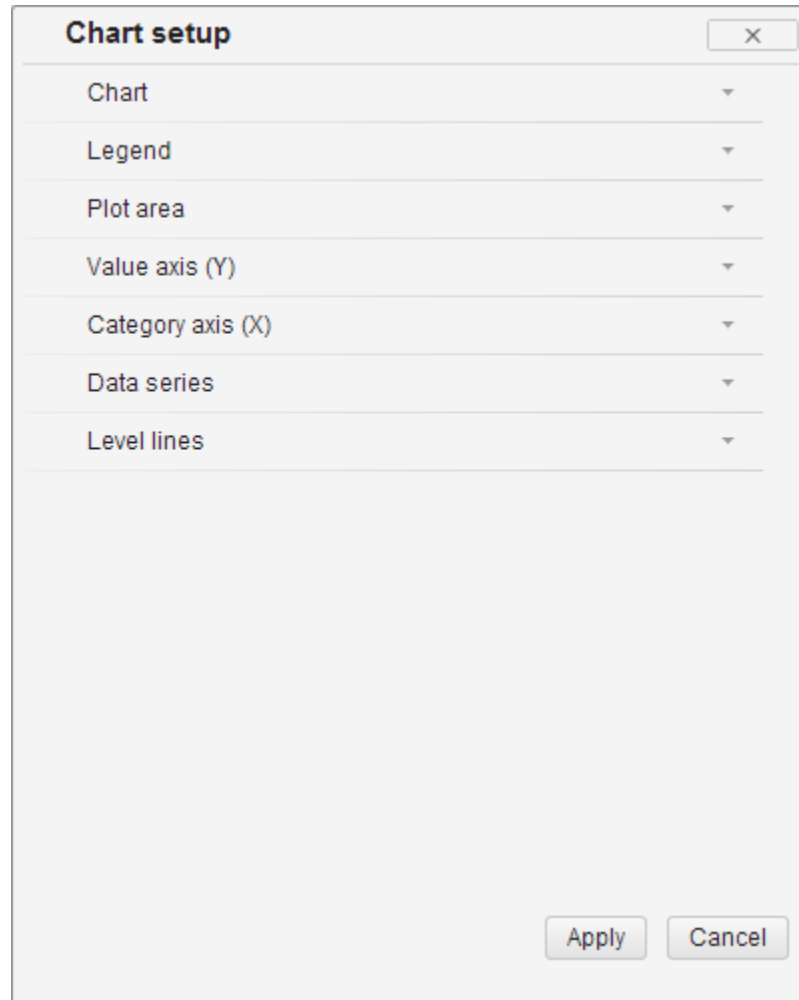 Chart setup
Chart
Legend
Plot area
Value axis (Y)
Category axis (X)
Data series
Level lines
Apply Cancel